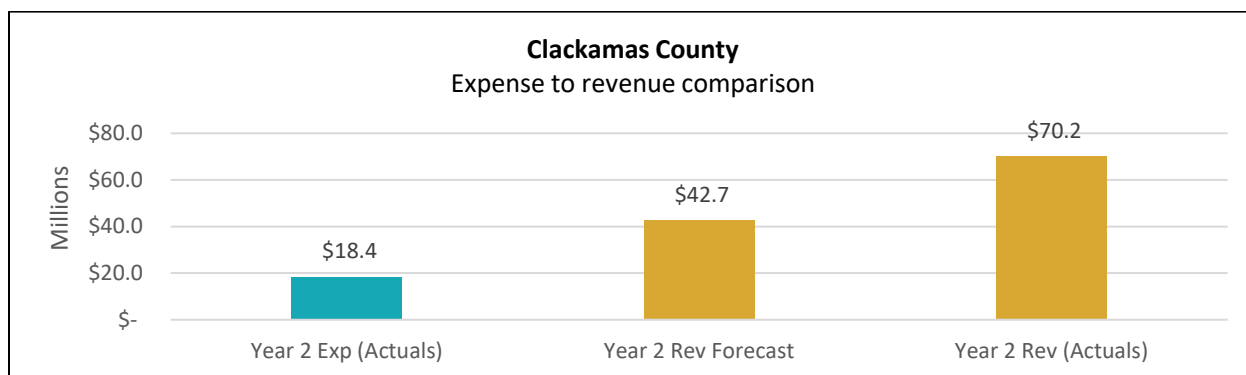 Clackamas County
Expense to revenue comparison
$80.0
$60.0
$40.0
$20.0
$-
Millions
$18.4
$42.7
$70.2
Year 2 Exp (Actuals)
Year 2 Rev Forecast
Year 2 Rev (Actuals)